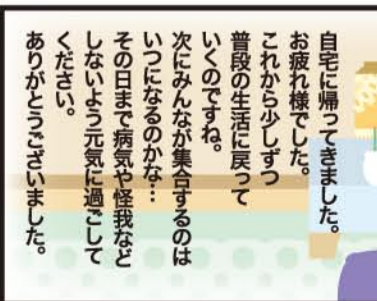 自宅に帰ってきました。
お疲れ様でした。
これから少しずつ
普段の生活に戻って
いくのですね。
次にみんなが集合するのは
いつになるのかな…
その日まで病気や怪我など
しないよう元気に過ごして
ください。
ありがとうございました。